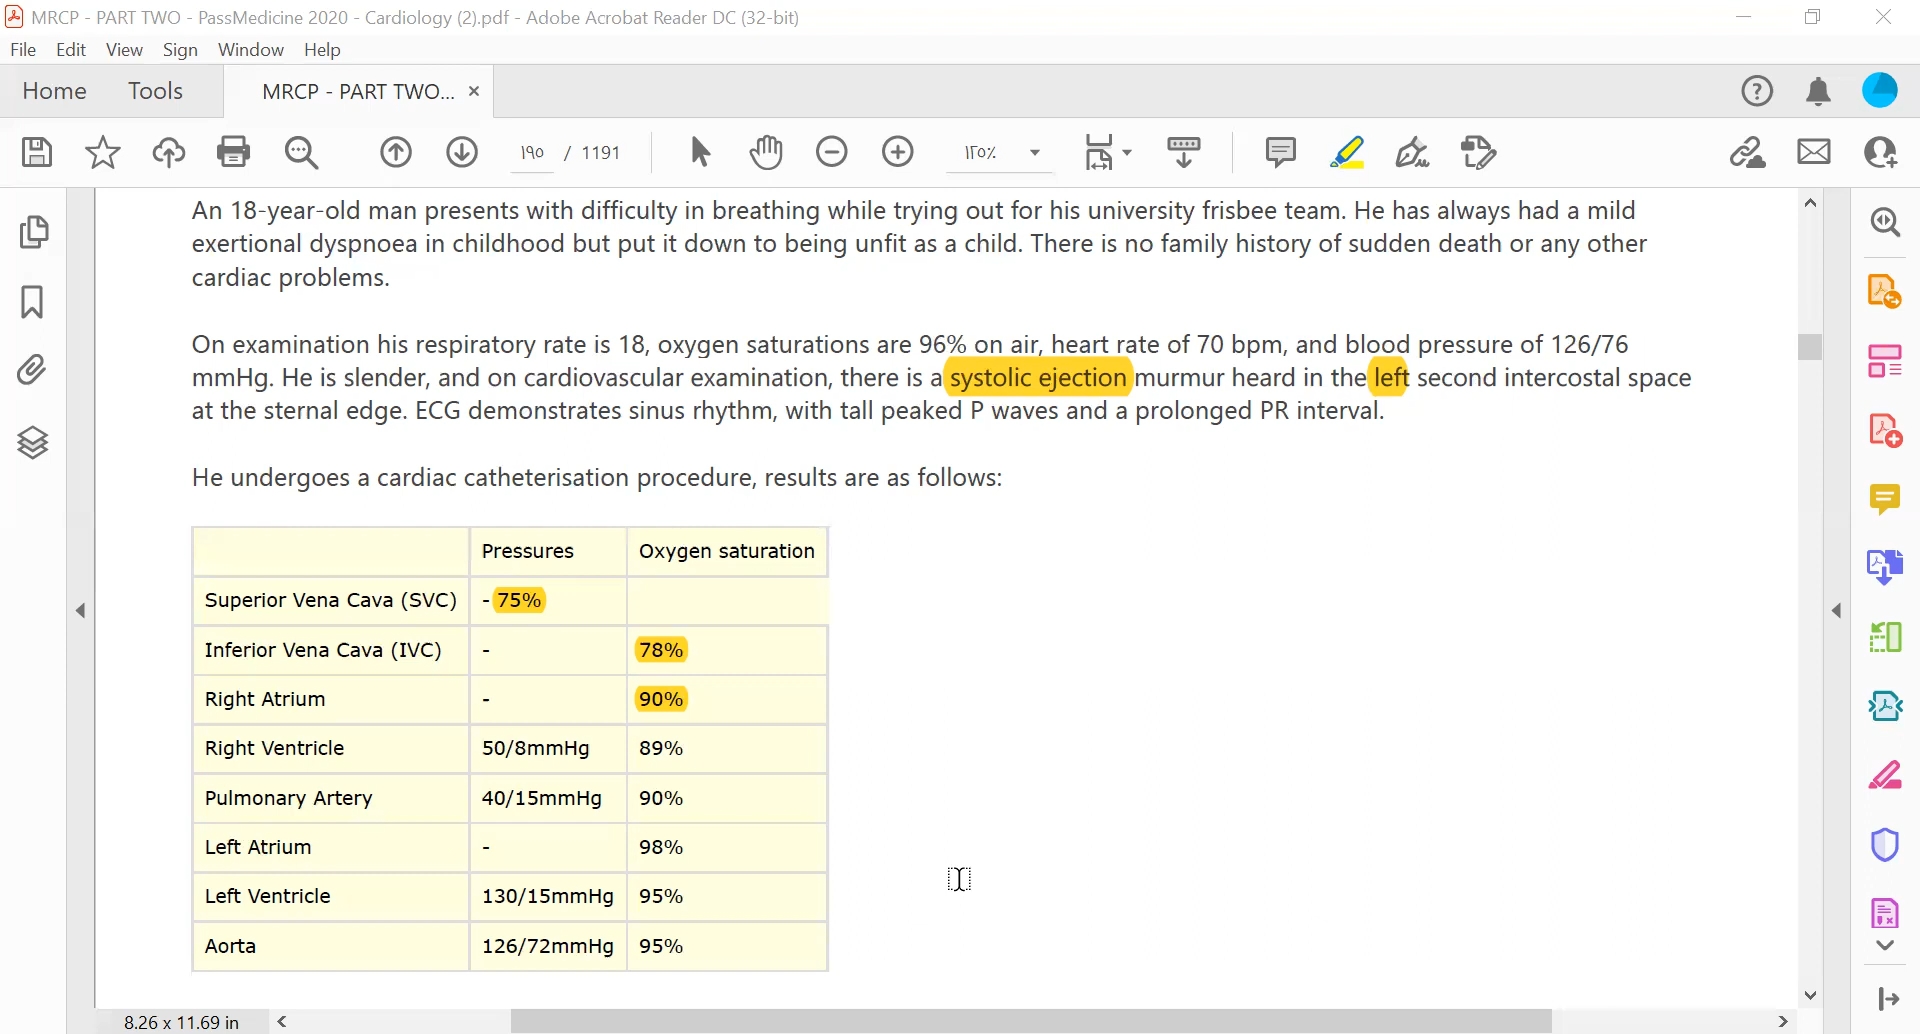 MRCP - PART TWO - PassMedicine 2020 - Cardiology (2).pdf - Adobe Acrobat Reader DC (32-bit)
File Edit View Sign Window Help
Home Tools MRCP - PART TWO... ×
۱۹۰ / 1191 ۱۲۵٪
An 18-year-old man presents with difficulty in breathing while trying out for his university frisbee team. He has always had a mild
exertional dyspnoea in childhood but put it down to being unfit as a child. There is no family history of sudden death or any other
cardiac problems.
On examination his respiratory rate is 18, oxygen saturations are 96% on air, heart rate of 70 bpm, and blood pressure of 126/76
mmHg. He is slender, and on cardiovascular examination, there is a systolic ejection murmur heard in the left second intercostal space
at the sternal edge. ECG demonstrates sinus rhythm, with tall peaked P waves and a prolonged PR interval.
He undergoes a cardiac catheterisation procedure, results are as follows:
Pressures Oxygen saturation
Superior Vena Cava (SVC) - 75%
Inferior Vena Cava (IVC) - 78%
Right Atrium - 90%
Right Ventricle 50/8mmHg 89%
Pulmonary Artery 40/15mmHg 90%
Left Atrium - 98%
Left Ventricle 130/15mmHg 95%
Aorta 126/72mmHg 95%
8.26 x 11.69 in